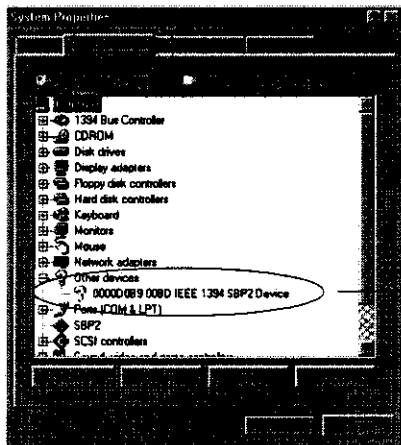 System Properties
1394 Bus Controller
CDROM
Disk drives
Display adapters
Floppy disk controllers
Hard disk controllers
Keyboard
Monitors
Mouse
Network adapters
Other devices
0000D0B9 00BD IEEE 1394 SBP2 Device
Ports (COM & LPT)
SBP2
SCSI controllers